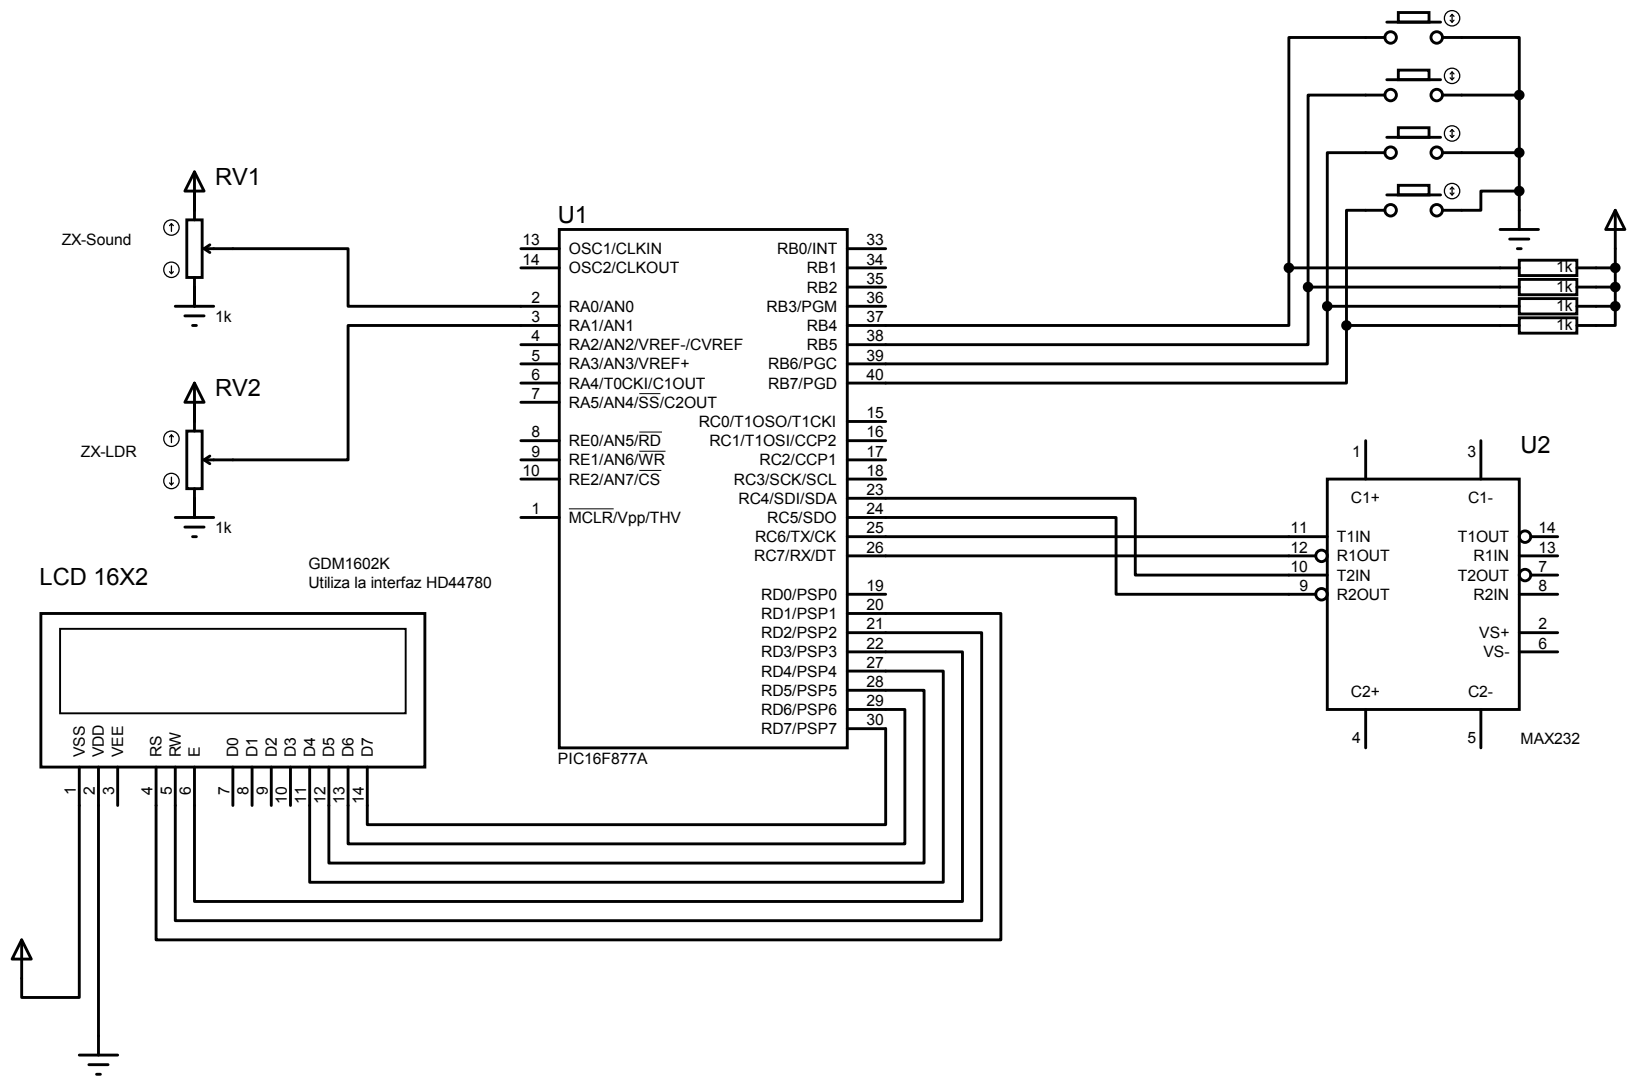 RV1
ZX-Sound
1k
RV2
ZX-LDR
1k
U1
13 OSC1/CLKIN
14 OSC2/CLKOUT
2 RA0/AN0
3 RA1/AN1
4 RA2/AN2/VREF-/CVREF
5 RA3/AN3/VREF+
6 RA4/T0CKI/C1OUT
7 RA5/AN4/SS/C2OUT
8 RE0/AN5/RD
9 RE1/AN6/WR
10 RE2/AN7/CS
1 MCLR/Vpp/THV
RB0/INT 33
RB1 34
RB2 35
RB3/PGM 36
RB4 37
RB5 38
RB6/PGC 39
RB7/PGD 40
RC0/T1OSO/T1CKI 15
RC1/T1OSI/CCP2 16
RC2/CCP1 17
RC3/SCK/SCL 18
RC4/SDI/SDA 23
RC5/SDO 24
RC6/TX/CK 25
RC7/RX/DT 26
RD0/PSP0 19
RD1/PSP1 20
RD2/PSP2 21
RD3/PSP3 22
RD4/PSP4 27
RD5/PSP5 28
RD6/PSP6 29
RD7/PSP7 30
PIC16F877A
1k
1k
1k
1k
U2
1 3
C1+ C1-
11 T1IN
12 R1OUT
10 T2IN
9 R2OUT
T1OUT 14
R1IN 13
T2OUT 7
R2IN 8
VS+ 2
VS- 6
C2+ C2-
4 5
MAX232
LCD 16X2
GDM1602K
Utiliza la interfaz HD44780
VSS VDD VEE RS RW E D0 D1 D2 D3 D4 D5 D6 D7
1 2 3 4 5 6 7 8 9 10 11 12 13 14